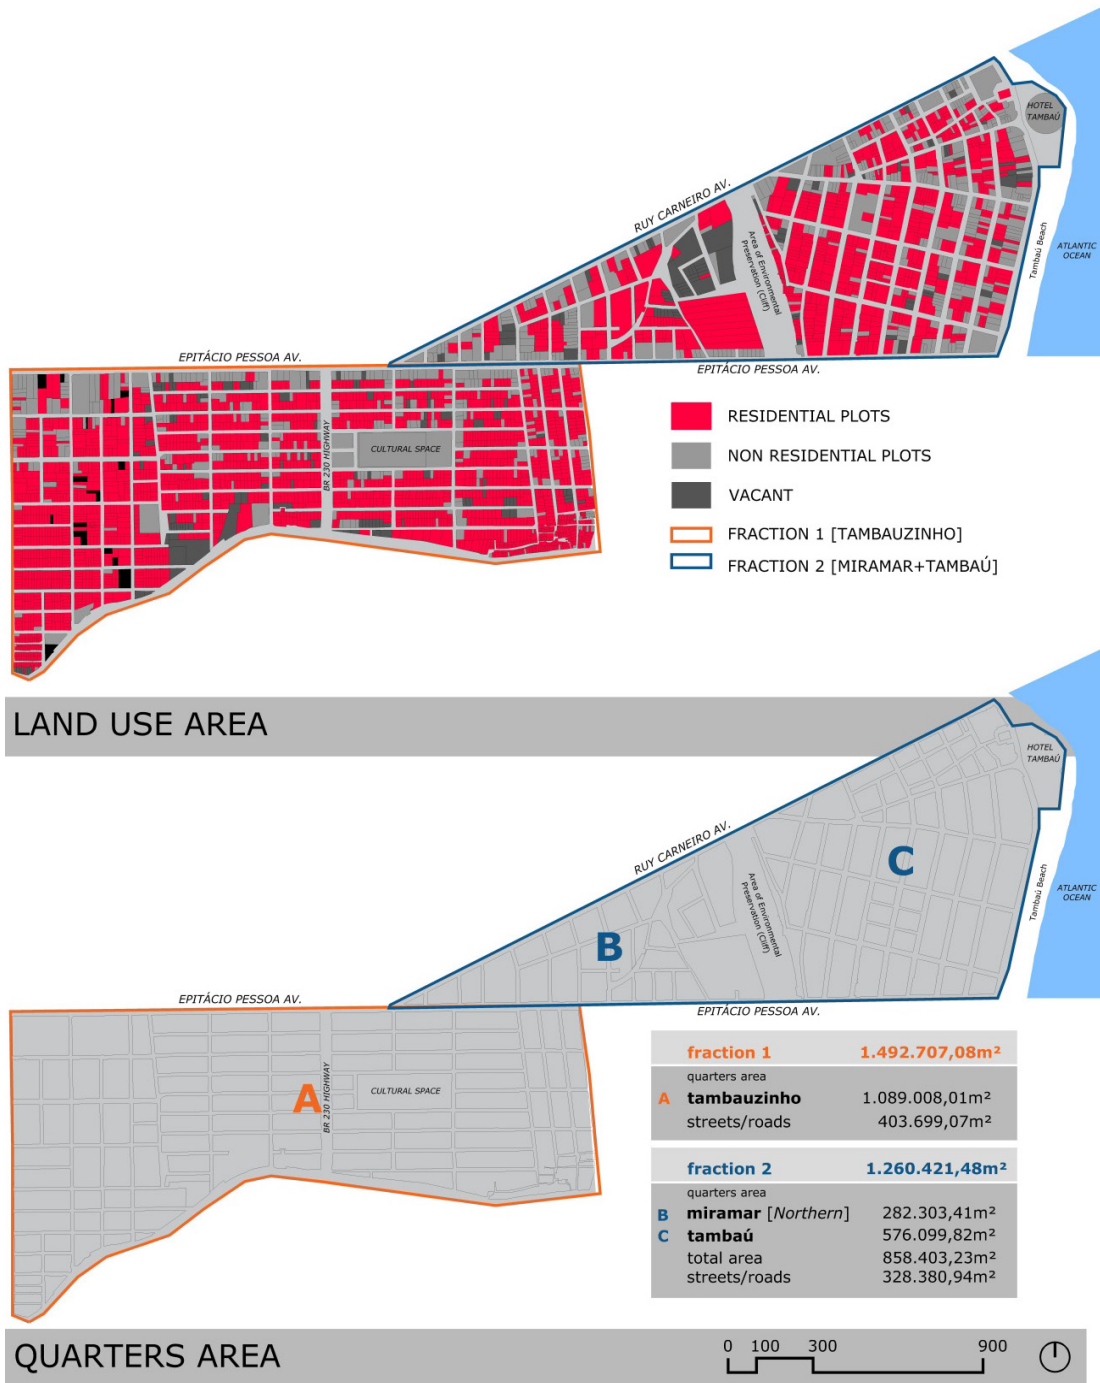 HOTEL
TAMBAÚ
RUY CARNEIRO AV.
Area of Environmental
Preservation (Cliff)
Tambaú Beach
ATLANTIC
OCEAN
EPITÁCIO PESSOA AV.
EPITÁCIO PESSOA AV.
BR 230 HIGHWAY
CULTURAL SPACE
RESIDENTIAL PLOTS
NON RESIDENTIAL PLOTS
VACANT
FRACTION 1 [TAMBAUZINHO]
FRACTION 2 [MIRAMAR+TAMBAÚ]
LAND USE AREA
HOTEL
TAMBAÚ
RUY CARNEIRO AV.
C
Area of Environmental
Preservation (Cliff)
Tambaú Beach
ATLANTIC
OCEAN
B
EPITÁCIO PESSOA AV.
EPITÁCIO PESSOA AV.
A
BR 230 HIGHWAY
CULTURAL SPACE
fraction 1 1.492.707,08m²
quarters area
A tambauzinho 1.089.008,01m²
streets/roads 403.699,07m²
fraction 2 1.260.421,48m²
quarters area
B miramar [Northern] 282.303,41m²
C tambaú 576.099,82m²
total area 858.403,23m²
streets/roads 328.380,94m²
QUARTERS AREA
0 100 300 900